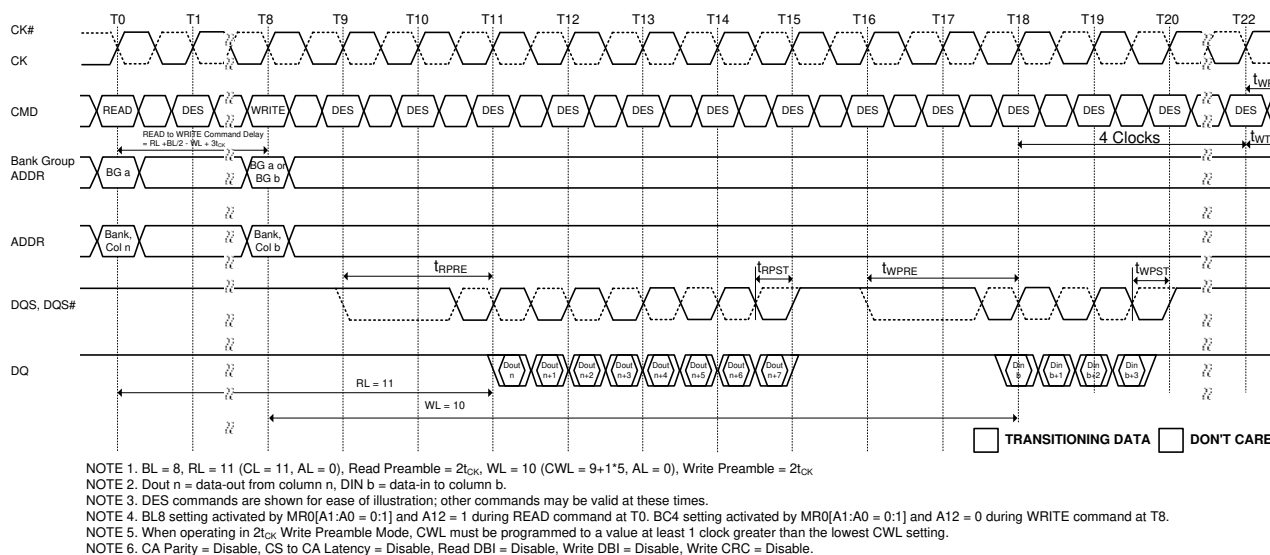 T0 T1 T8 T9 T10 T11 T12 T13 T14 T15 T16 T17 T18 T19 T20 T22
CK#
CK
t
CMD READ DES WRITE DES DES DES DES DES DES DES DES DES DES DES DES DES
READ to WRITE Command Delay
= RL +BL/2 - WL + 3tCK
4 Clocks tWT
Bank Group
ADDR
BG a
BG a or
BG b
ADDR
Bank,
Col n
Bank,
Col b
tRPRE tRPST tWPRE tWPST
DQS, DQS#
DQ
Dout
n
Dout
n+1
Dout
n+2
Dout
n+3
Dout
n+4
Dout
n+5
Dout
n+6
Dout
n+7
Din
b
Din
b+1
Din
b+2
Din
b+3
RL = 11
WL = 10
TRANSITIONING DATA DON'T CARE
NOTE 1. BL = 8, RL = 11 (CL = 11, AL = 0), Read Preamble = 2tCK, WL = 10 (CWL = 9+1*5, AL = 0), Write Preamble = 2tCK
NOTE 2. Dout n = data-out from column n, DIN b = data-in to column b.
NOTE 3. DES commands are shown for ease of illustration; other commands may be valid at these times.
NOTE 4. BL8 setting activated by MR0[A1:A0 = 0:1] and A12 = 1 during READ command at T0. BC4 setting activated by MR0[A1:A0 = 0:1] and A12 = 0 during WRITE command at T8.
NOTE 5. When operating in 2tCK Write Preamble Mode, CWL must be programmed to a value at least 1 clock greater than the lowest CWL setting.
NOTE 6. CA Parity = Disable, CS to CA Latency = Disable, Read DBI = Disable, Write DBI = Disable, Write CRC = Disable.